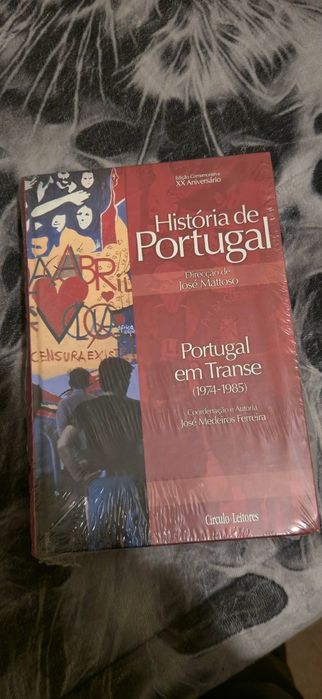 Edição Comemorativa
XX Aniversário
História de
Portugal
Direcção de
José Mattoso
Portugal
em Transe
(1974-1985)
Coordenação e Autoria
José Medeiros Ferreira
Círculo Leitores
ABRIL
CENSURA EXIS